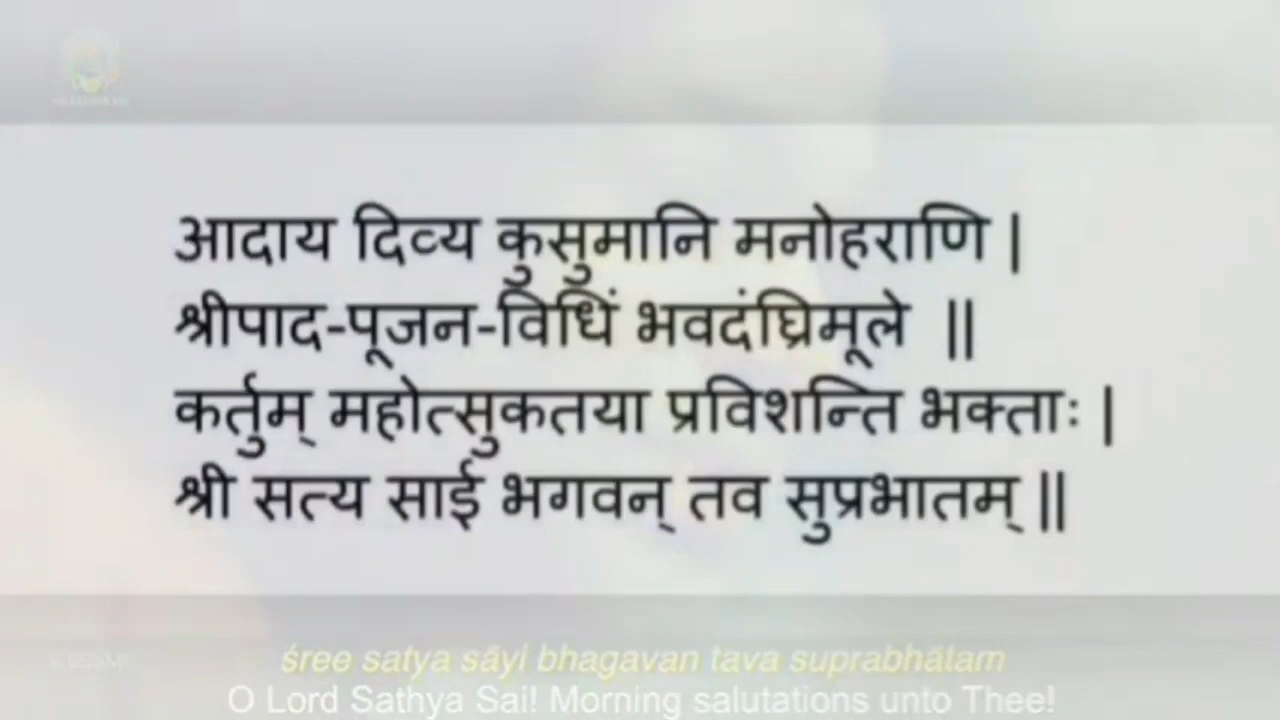 आदाय दिव्य कुसुमानि मनोहराणि |
श्रीपाद-पूजन-विधिं भवदंघ्रिमूले ||
कर्तुम् महोत्सुकतया प्रविशन्ति भक्ताः |
श्री सत्य साई भगवन् तव सुप्रभातम् ||
śree satya sāyi bhagavan tava suprabhātam
O Lord Sathya Sai! Morning salutations unto Thee!